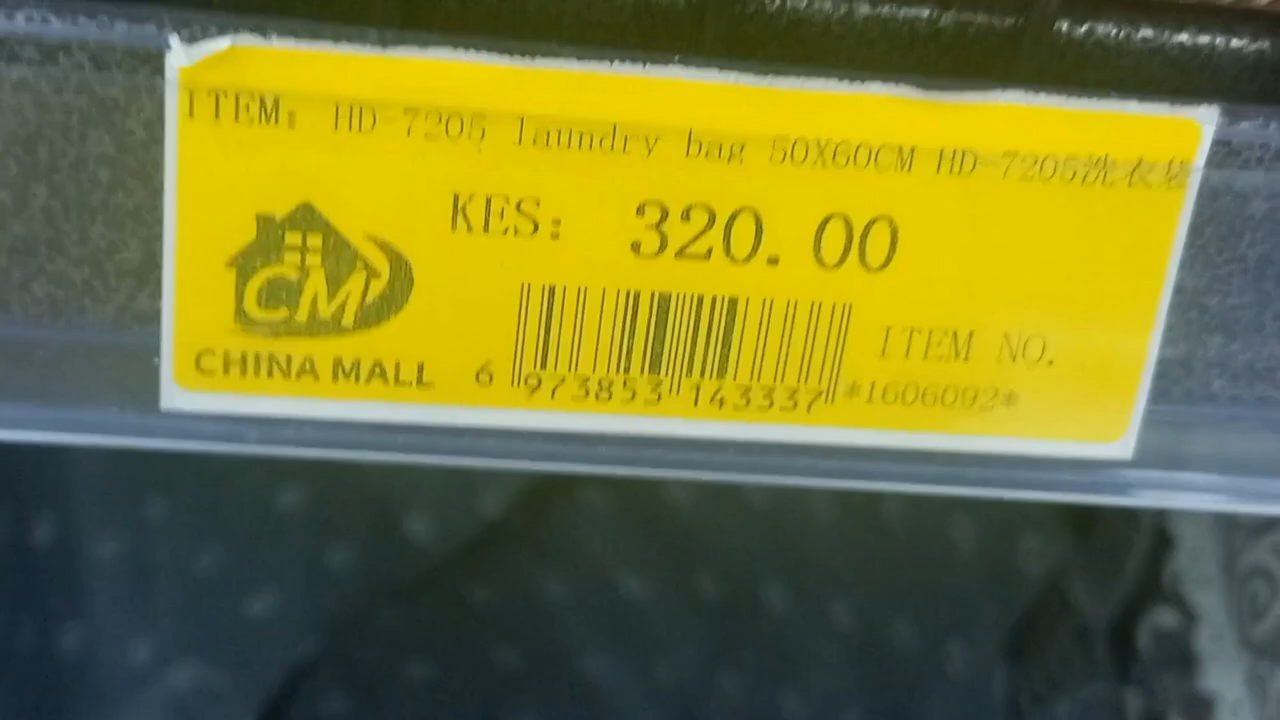 ITEM: HD-7205 laundry bag 50X60CM HD-7205洗衣袋
KES: 320.00
CM
CHINA MALL
6 973853 143337
ITEM NO.
*1606092*